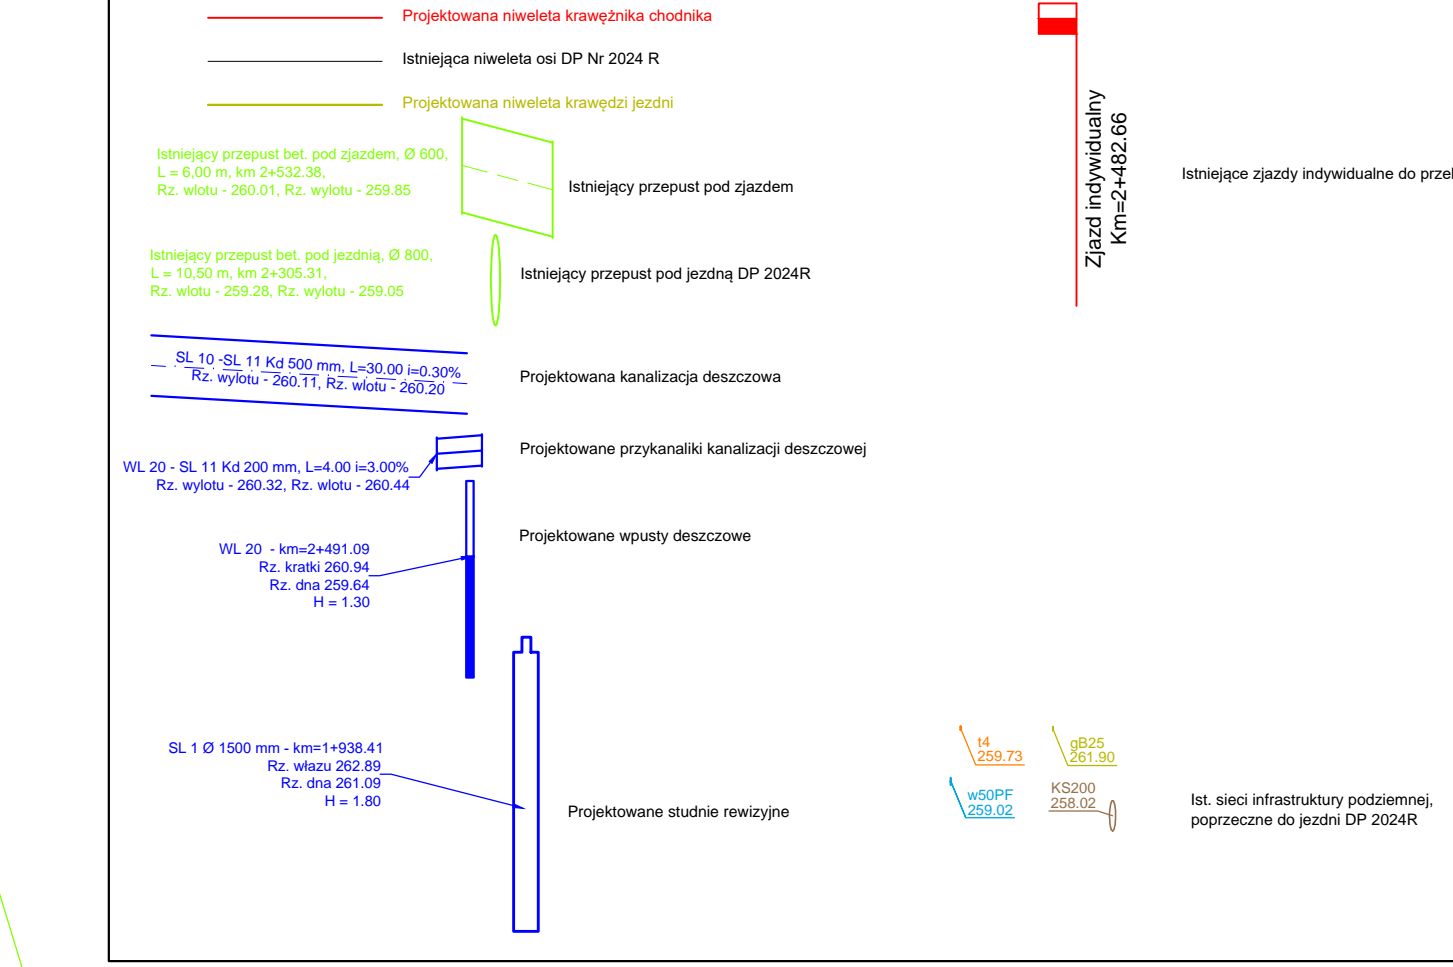 Projektowana niweleta krawężnika chodnika
Istniejąca niweleta osi DP Nr 2024 R
Projektowana niweleta krawędzi jezdni
Istniejący przepust bet. pod zjazdem, Ø 600,
L = 6,00 m, km 2+532.38,
Rz. wlotu - 260.01, Rz. wylotu - 259.85
Istniejący przepust pod zjazdem
Istniejący przepust bet. pod jezdnią, Ø 800,
L = 10,50 m, km 2+305.31,
Rz. wlotu - 259.28, Rz. wylotu - 259.05
Istniejący przepust pod jezdną DP 2024R
SL 10 -SL 11 Kd 500 mm, L=30.00 i=0.30%
Rz. wylotu - 260.11, Rz. wlotu - 260.20
Projektowana kanalizacja deszczowa
Projektowane przykanaliki kanalizacji deszczowej
WL 20 - SL 11 Kd 200 mm, L=4.00 i=3.00%
Rz. wylotu - 260.32, Rz. wlotu - 260.44
Projektowane wpusty deszczowe
WL 20 - km=2+491.09
Rz. kratki 260.94
Rz. dna 259.64
H = 1.30
SL 1 Ø 1500 mm - km=1+938.41
Rz. włazu 262.89
Rz. dna 261.09
H = 1.80
Projektowane studnie rewizyjne
Zjazd indywidualny
Km=2+482.66
Istniejące zjazdy indywidualne do
t4
259.73
gB25
261.90
w50PF
259.02
KS200
258.02
Ist. sieci infrastruktury podziemnej,
poprzeczne do jezdni DP 2024R